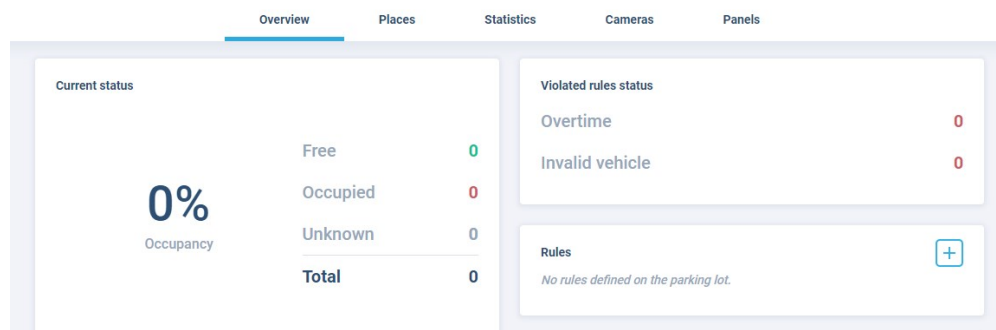 Overview Places Statistics Cameras Panels
Current status
0%
Occupancy
Free 0
Occupied 0
Unknown 0
Total 0
Violated rules status
Overtime 0
Invalid vehicle 0
Rules
No rules defined on the parking lot.